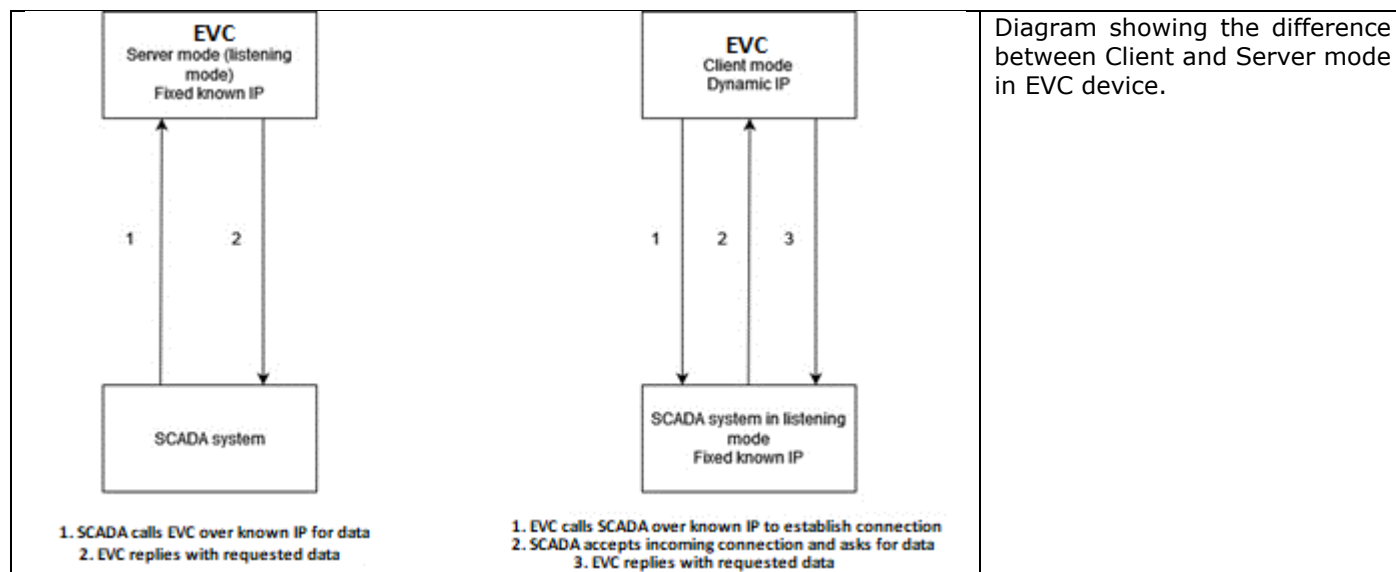 EVC
Server mode (listening
mode)
Fixed known IP
1
2
SCADA system
1. SCADA calls EVC over known IP for data
2. EVC replies with requested data
EVC
Client mode
Dynamic IP
1
2
3
SCADA system in listening
mode
Fixed known IP
1. EVC calls SCADA over known IP to establish connection
2. SCADA accepts incoming connection and asks for data
3. EVC replies with requested data
Diagram showing the difference
between Client and Server mode
in EVC device.